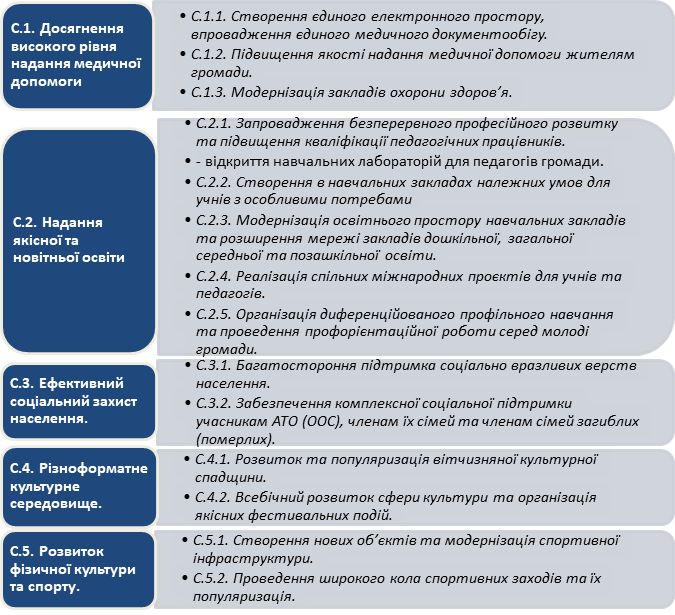 С.1. Досягнення
високого рівня
надання медичної
допомоги
• С.1.1. Створення єдиного електронного простору,
впровадження єдиного медичного документообігу.
• С.1.2. Підвищення якості надання медичної допомоги жителям
громади.
• С.1.3. Модернізація закладів охорони здоров’я.
С.2. Надання
якісної та
новітньої освіти
• С.2.1. Запровадження безперервного професійного розвитку
та підвищення кваліфікації педагогічних працівників.
• - відкриття навчальних лабораторій для педагогів громади.
• С.2.2. Створення в навчальних закладах належних умов для
учнів з особливими потребами
• С.2.3. Модернізація освітнього простору навчальних закладів
та розширення мережі закладів дошкільної, загальної
середньої та позашкільної освіти.
• С.2.4. Реалізація спільних міжнародних проєктів для учнів та
педагогів.
• С.2.5. Організація диференційованого профільного навчання
та проведення профорієнтаційної роботи серед молоді
громади.
С.3. Ефективний
соціальний захист
населення.
• С.3.1. Багатостороння підтримка соціально вразливих верств
населення.
• С.3.2. Забезпечення комплексної соціальної підтримки
учасникам АТО (ООС), членам їх сімей та членам сімей загиблих
(померлих).
С.4. Різноформатне
культурне
середовище.
• С.4.1. Розвиток та популяризація вітчизняної культурної
спадщини.
• С.4.2. Всебічний розвиток сфери культури та організація
якісних фестивальних подій.
С.5. Розвиток
фізичної культури
та спорту.
• С.5.1. Створення нових об’єктів та модернізація спортивної
інфраструктури.
• С.5.2. Проведення широкого кола спортивних заходів та їх
популяризація.